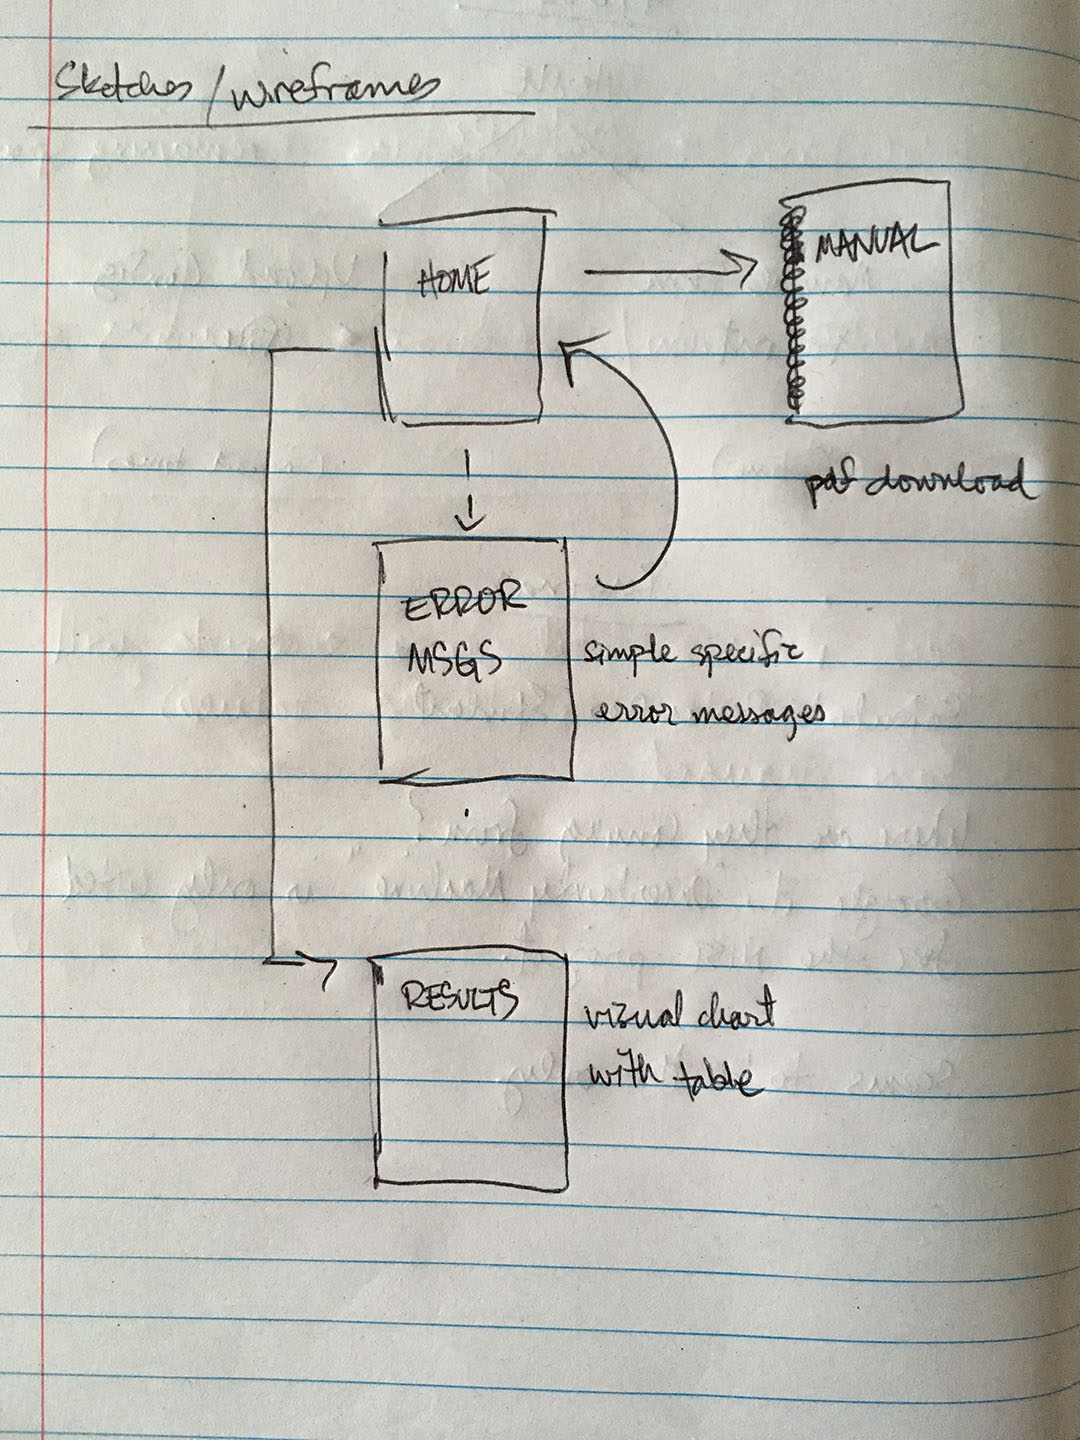 Sketches/wireframes
HOME
MANUAL
pdf download
ERROR
MSGS
simple specific
error messages
RESULTS
visual chart
with table